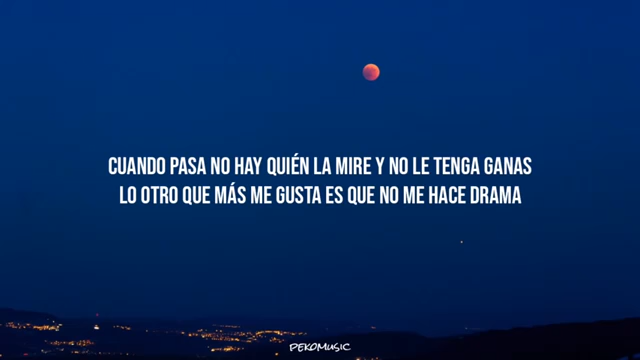 CUANDO PASA NO HAY QUIÉN LA MIRE Y NO LE TENGA GANAS
LO OTRO QUE MÁS ME GUSTA ES QUE NO ME HACE DRAMA
PEKOMUSIC